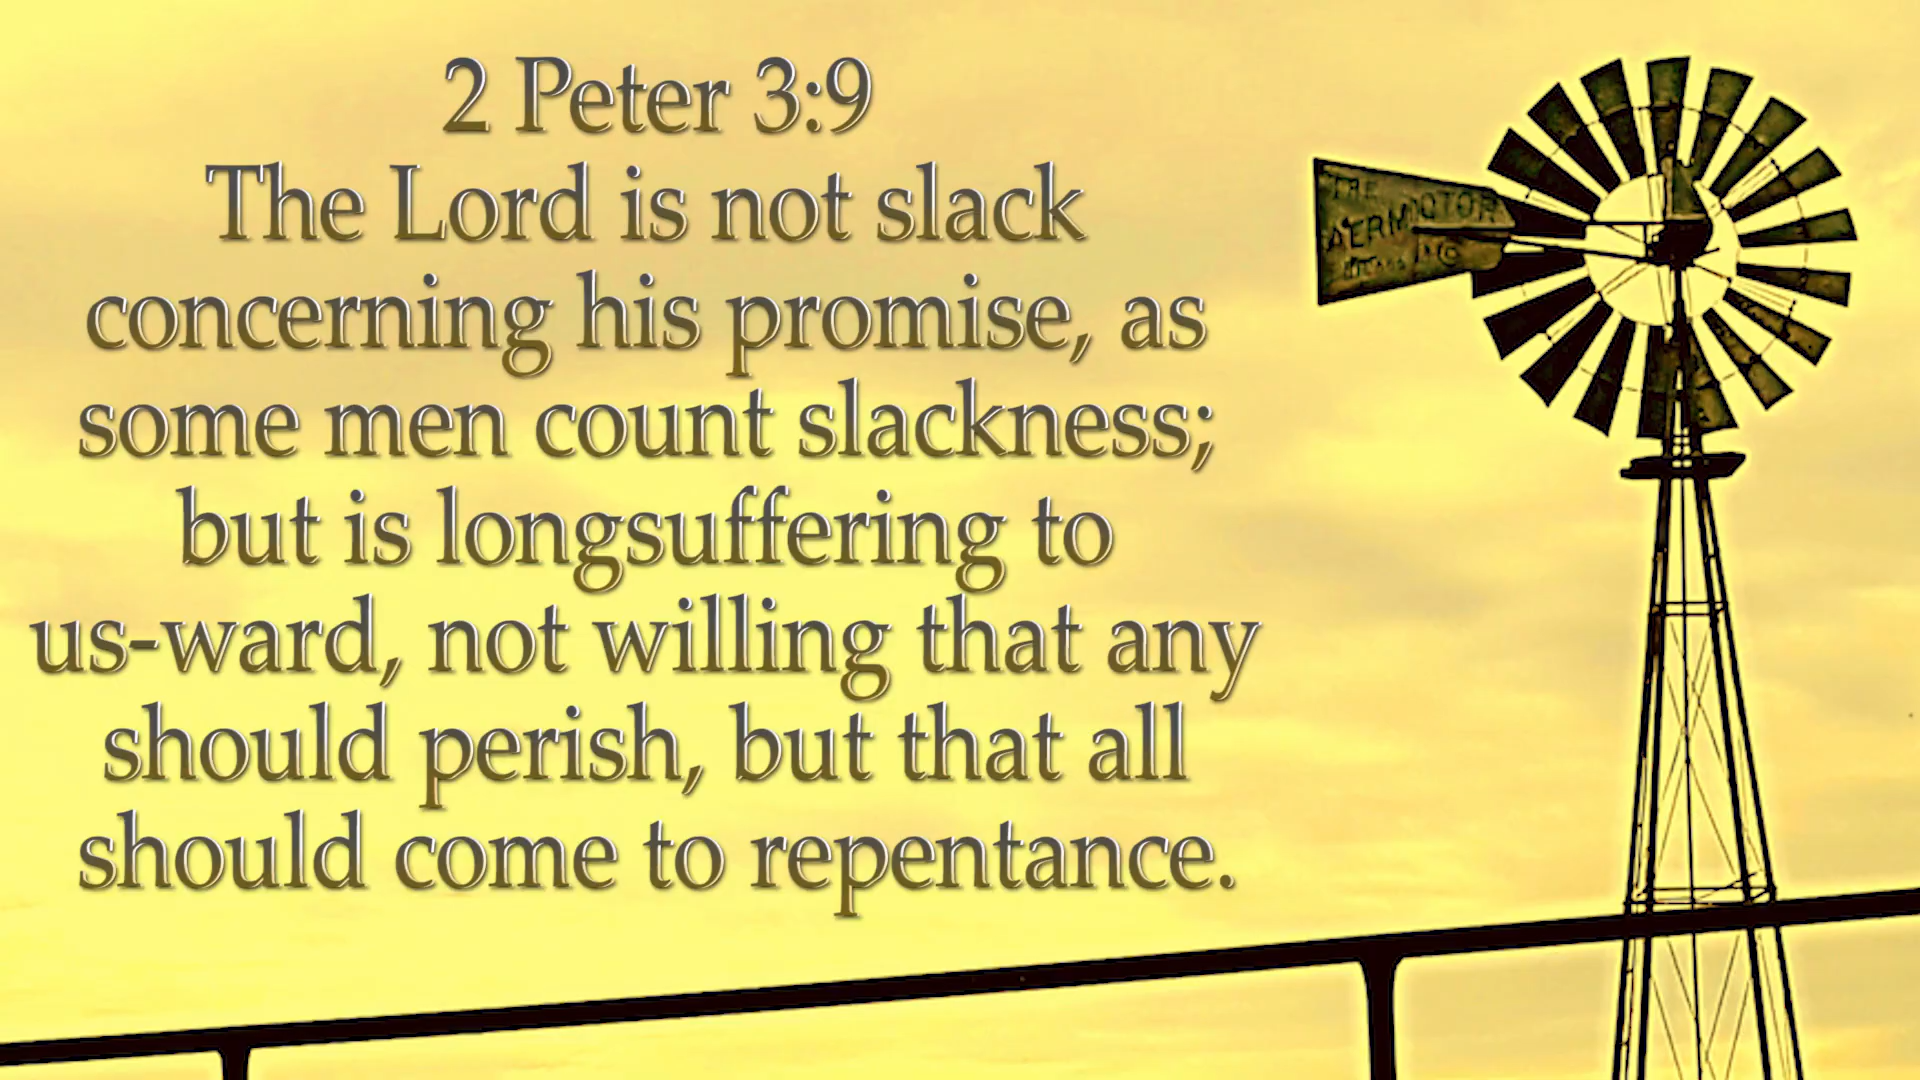 2 Peter 3:9
The Lord is not slack
concerning his promise, as
some men count slackness;
but is longsuffering to
us-ward, not willing that any
should perish, but that all
should come to repentance.
THE
AERMOTOR